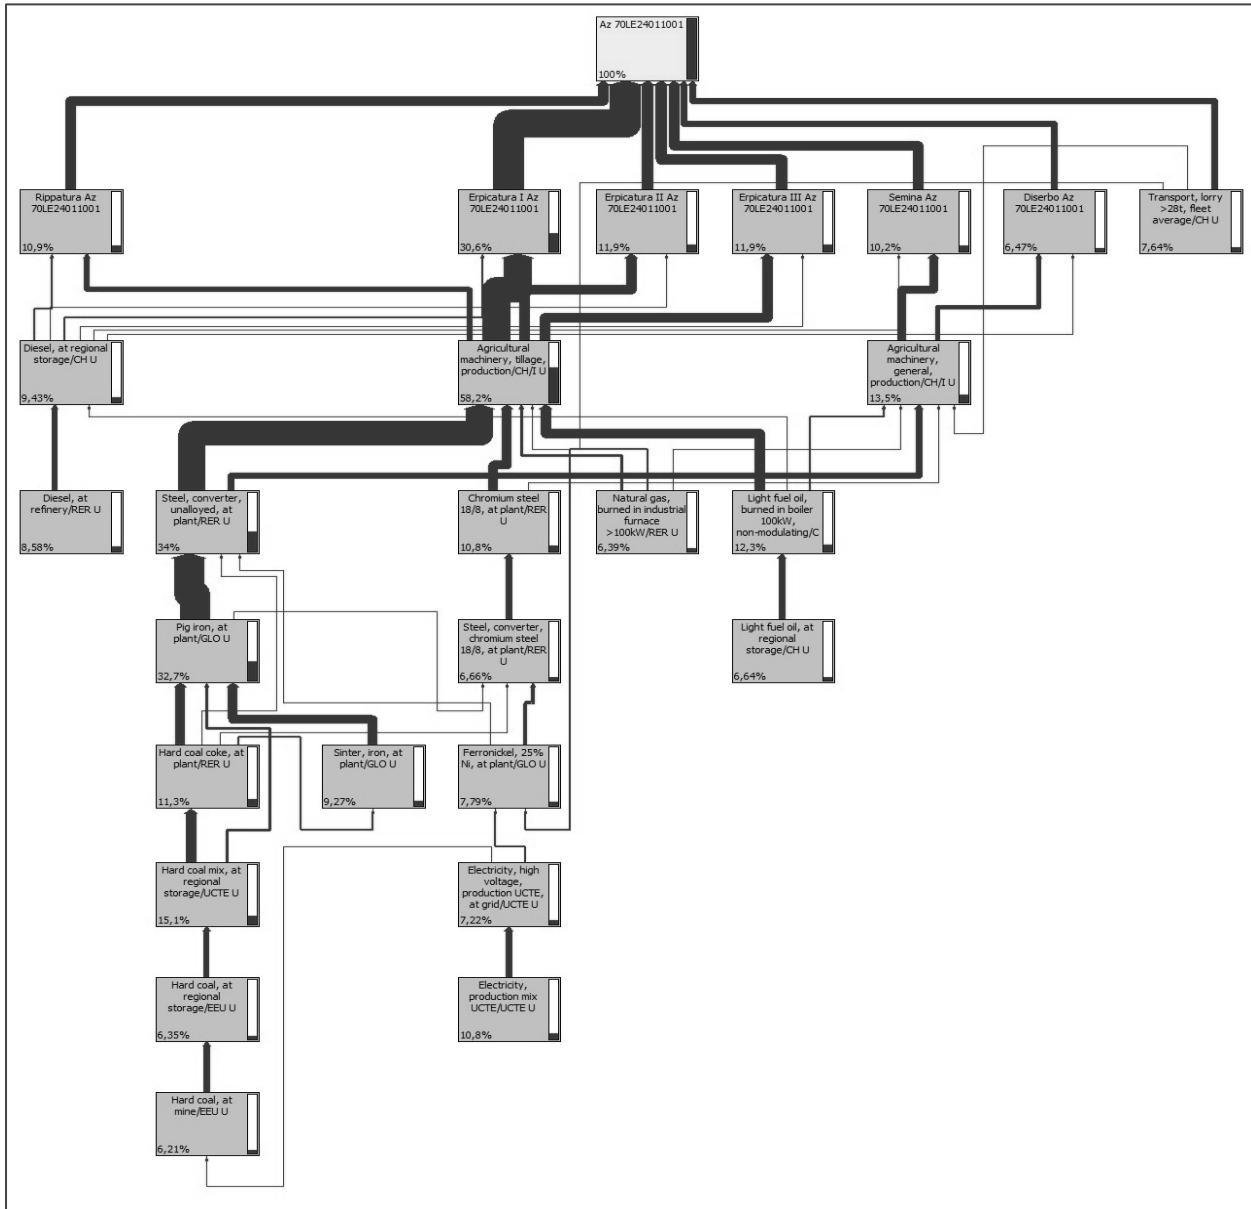 Az 70LE24011001
100%
Rippatura Az
70LE24011001
10,9%
Erpicatura I Az
70LE24011001
30,6%
Erpicatura II Az
70LE24011001
11,9%
Erpicatura III Az
70LE24011001
11,9%
Semina Az
70LE24011001
10,2%
Diserbo Az
70LE24011001
6,47%
Transport, lorry
>28t, fleet
average/CH U
7,64%
Diesel, at regional
storage/CH U
9,43%
Agricultural
machinery, tillage,
production/CH/I U
58,2%
Agricultural
machinery,
general,
production/CH/I U
13,5%
Diesel, at
refinery/RER U
8,58%
Steel, converter,
unalloyed, at
plant/RER U
34%
Chromium steel
18/8, at plant/RER
U
10,8%
Natural gas,
burned in industrial
furnace
>100kW/RER U
6,39%
Light fuel oil,
burned in boiler
100kW,
non-modulating/C
12,3%
Pig iron, at
plant/GLO U
32,7%
Steel, converter,
chromium steel
18/8, at plant/RER
U
6,66%
Light fuel oil, at
regional
storage/CH U
6,64%
Hard coal coke, at
plant/RER U
11,3%
Sinter, iron, at
plant/GLO U
9,27%
Ferronickel, 25%
Ni, at plant/GLO U
7,79%
Hard coal mix, at
regional
storage/UCTE U
15,1%
Electricity, high
voltage,
production UCTE,
at grid/UCTE U
7,22%
Hard coal, at
regional
storage/EEU U
6,35%
Electricity,
production mix
UCTE/UCTE U
10,8%
Hard coal, at
mine/EEU U
6,21%